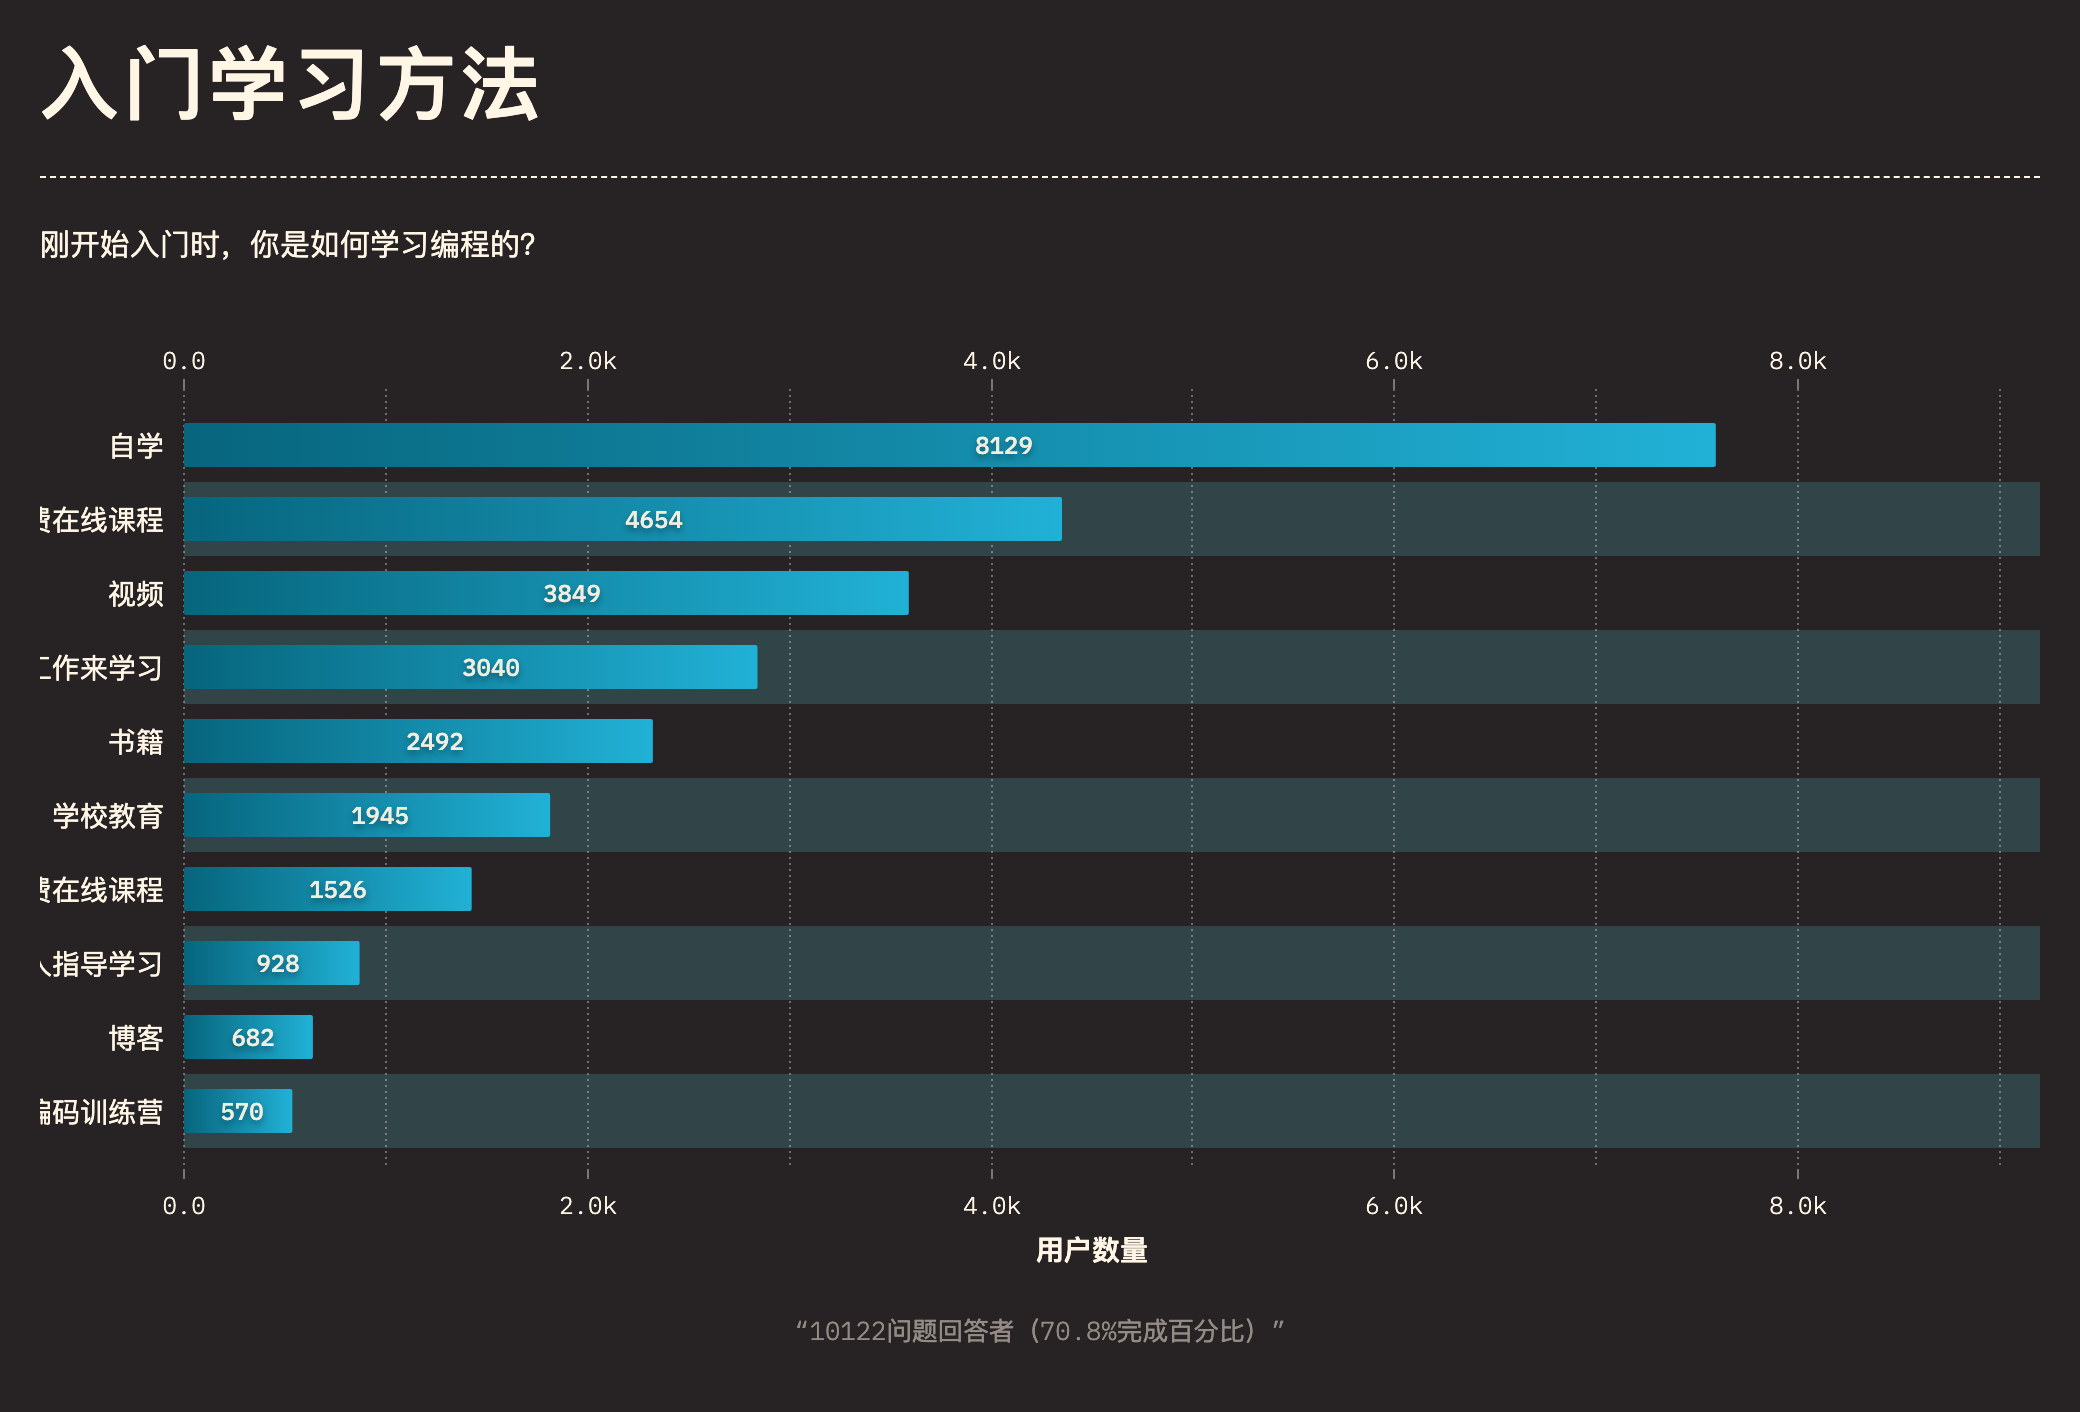 入门学习方法
刚开始入门时，你是如何学习编程的？
0.0 2.0k 4.0k 6.0k 8.0k
自学 8129
在线课程 4654
视频 3849
作来学习 3040
书籍 2492
学校教育 1945
在线课程 1526
指导学习 928
博客 682
码训练营 570
0.0 2.0k 4.0k 6.0k 8.0k
用户数量
“10122问题回答者（70.8%完成百分比）”